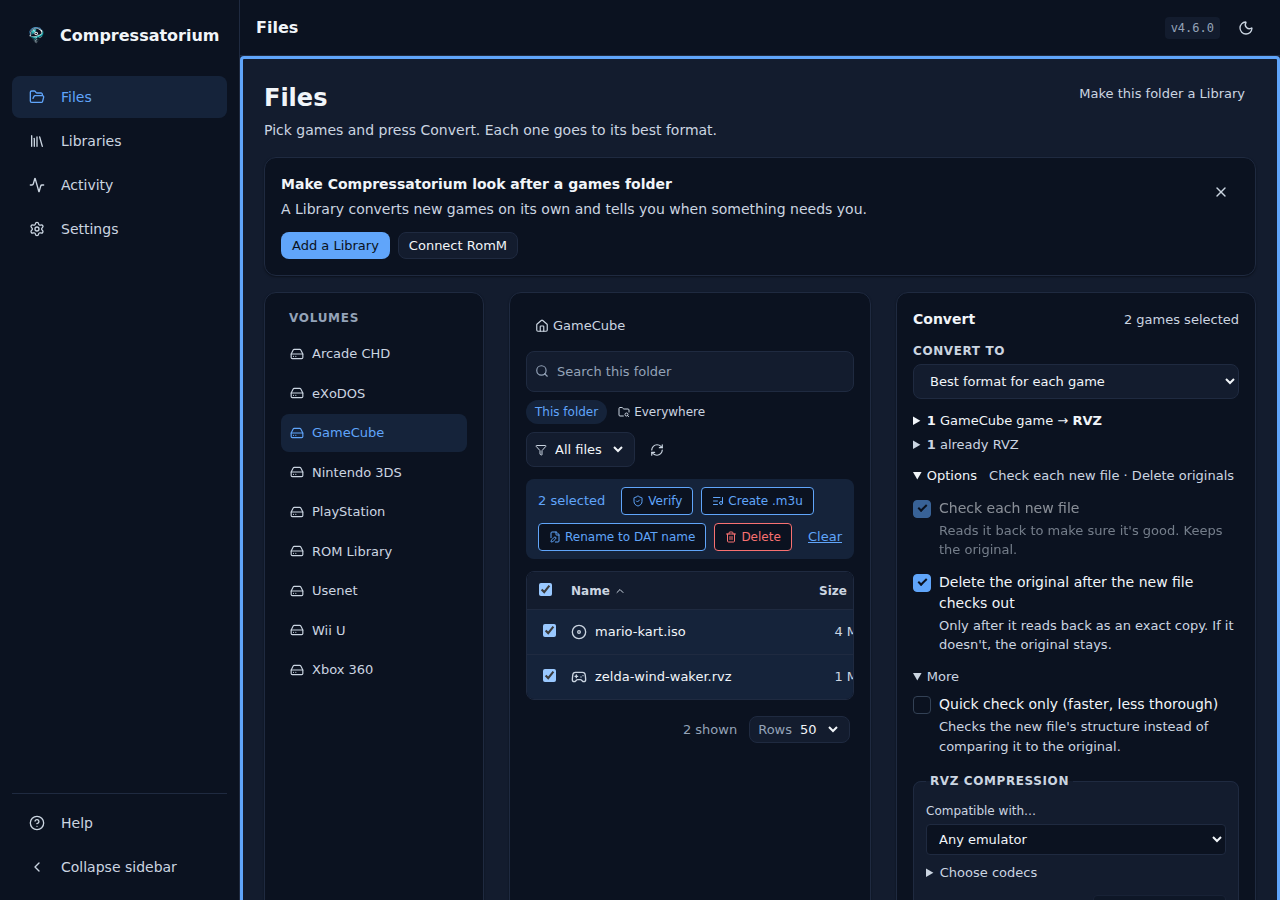 Compressatorium
Files
Libraries
Activity
Settings
Help
Collapse sidebar
Files
v4.6.0
Files
Make this folder a Library
Pick games and press Convert. Each one goes to its best format.
Make Compressatorium look after a games folder
A Library converts new games on its own and tells you when something needs you.
Add a Library
Connect RomM
VOLUMES
Arcade CHD
eXoDOS
GameCube
Nintendo 3DS
PlayStation
ROM Library
Usenet
Wii U
Xbox 360
GameCube
Search this folder
This folder
Everywhere
All files
2 selected
Verify
Create .m3u
Rename to DAT name
Delete
Clear
Name
Size
mario-kart.iso
4 M
zelda-wind-waker.rvz
1 M
2 shown
Rows 50
Convert
2 games selected
CONVERT TO
Best format for each game
1 GameCube game → RVZ
1 already RVZ
Options
Check each new file · Delete originals
Check each new file
Reads it back to make sure it's good. Keeps
the original.
Delete the original after the new file
checks out
Only after it reads back as an exact copy. If it
doesn't, the original stays.
More
Quick check only (faster, less thorough)
Checks the new file's structure instead of
comparing it to the original.
RVZ COMPRESSION
Compatible with...
Any emulator
Choose codecs